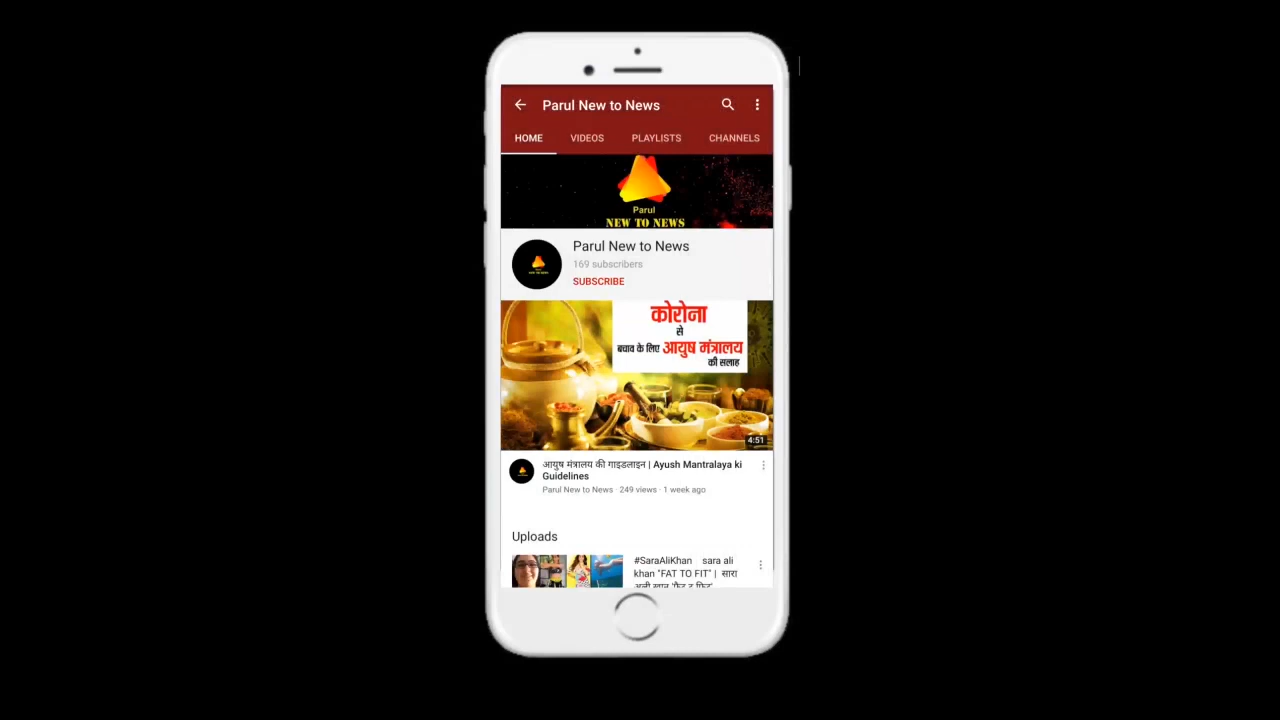 Parul New to News
HOME VIDEOS PLAYLISTS CHANNELS
Parul
NEW TO NEWS
Parul New to News
169 subscribers
SUBSCRIBE
कोरोना
से
बचाव के लिए आयुष मंत्रालय
की सलाह
4:51
आयुष मंत्रालय की गाइडलाइन | Ayush Mantralaya ki
Guidelines
Parul New to News · 249 views · 1 week ago
Uploads
#SaraAliKhan sara ali
khan "FAT TO FIT" | सारा
अली खान 'फैट टू फिट'